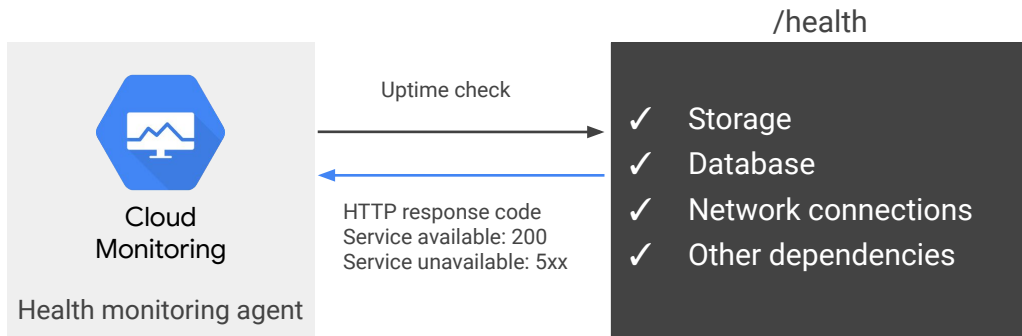 /health
Uptime check
Cloud
Monitoring
Health monitoring agent
HTTP response code
Service available: 200
Service unavailable: 5xx
✓ Storage
✓ Database
✓ Network connections
✓ Other dependencies